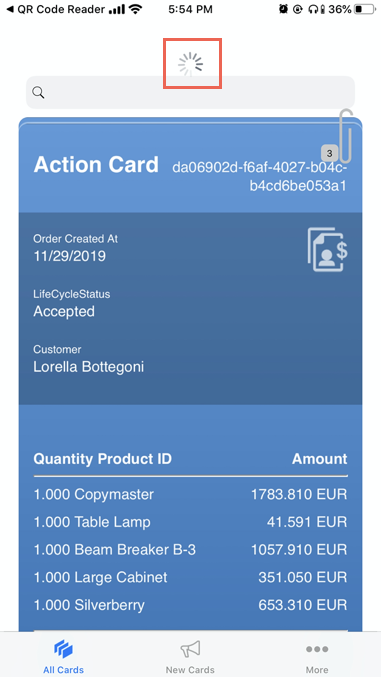 ◀ QR Code Reader 5:54 PM 36%
3
Action Card da06902d-f6af-4027-b04c-
b4cd6be053a1
Order Created At
11/29/2019
LifeCycleStatus
Accepted
Customer
Lorella Bottegoni
Quantity Product ID Amount
1.000 Copymaster 1783.810 EUR
1.000 Table Lamp 41.591 EUR
1.000 Beam Breaker B-3 1057.910 EUR
1.000 Large Cabinet 351.050 EUR
1.000 Silverberry 653.310 EUR
All Cards New Cards More